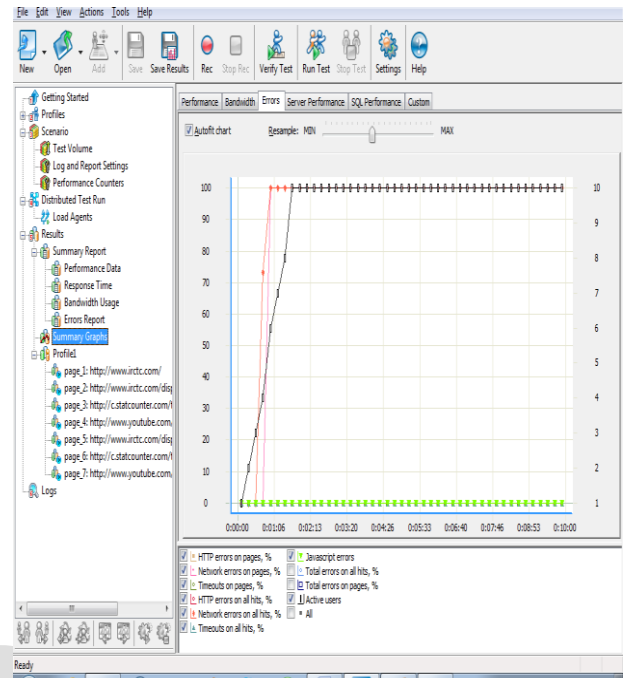 File Edit View Actions Tools Help
New Open Add Save Save Results Rec Stop Rec Verify Test Run Test Stop Test Settings Help
Getting Started
Profiles
Scenario
Test Volume
Log and Report Settings
Performance Counters
Distributed Test Run
Load Agents
Results
Summary Report
Performance Data
Response Time
Bandwidth Usage
Errors Report
Summary Graphs
Profile1
page_1: http://www.irctc.com/
page_2: http://www.irctc.com/disp
page_3: http://c.statcounter.com/t
page_4: http://www.youtube.com/
page_5: http://www.irctc.com/disp
page_6: http://c.statcounter.com/t
page_7: http://www.youtube.com/
Logs
Performance Bandwidth Errors Server Performance SQL Performance Custom
Autofit chart Resample: MIN MAX
100 10
90 9
80 8
70 7
60 6
50 5
40 4
30 3
20 2
10
0 1
0:00:00 0:01:06 0:02:13 0:03:20 0:04:26 0:05:33 0:06:40 0:07:46 0:08:53 0:10:00
HTTP errors on pages, % Javascript errors
Network errors on pages, % Total errors on all hits, %
Timeouts on pages, % Total errors on pages, %
HTTP errors on all hits, % Active users
Network errors on all hits, % All
Timeouts on all hits, %
Ready